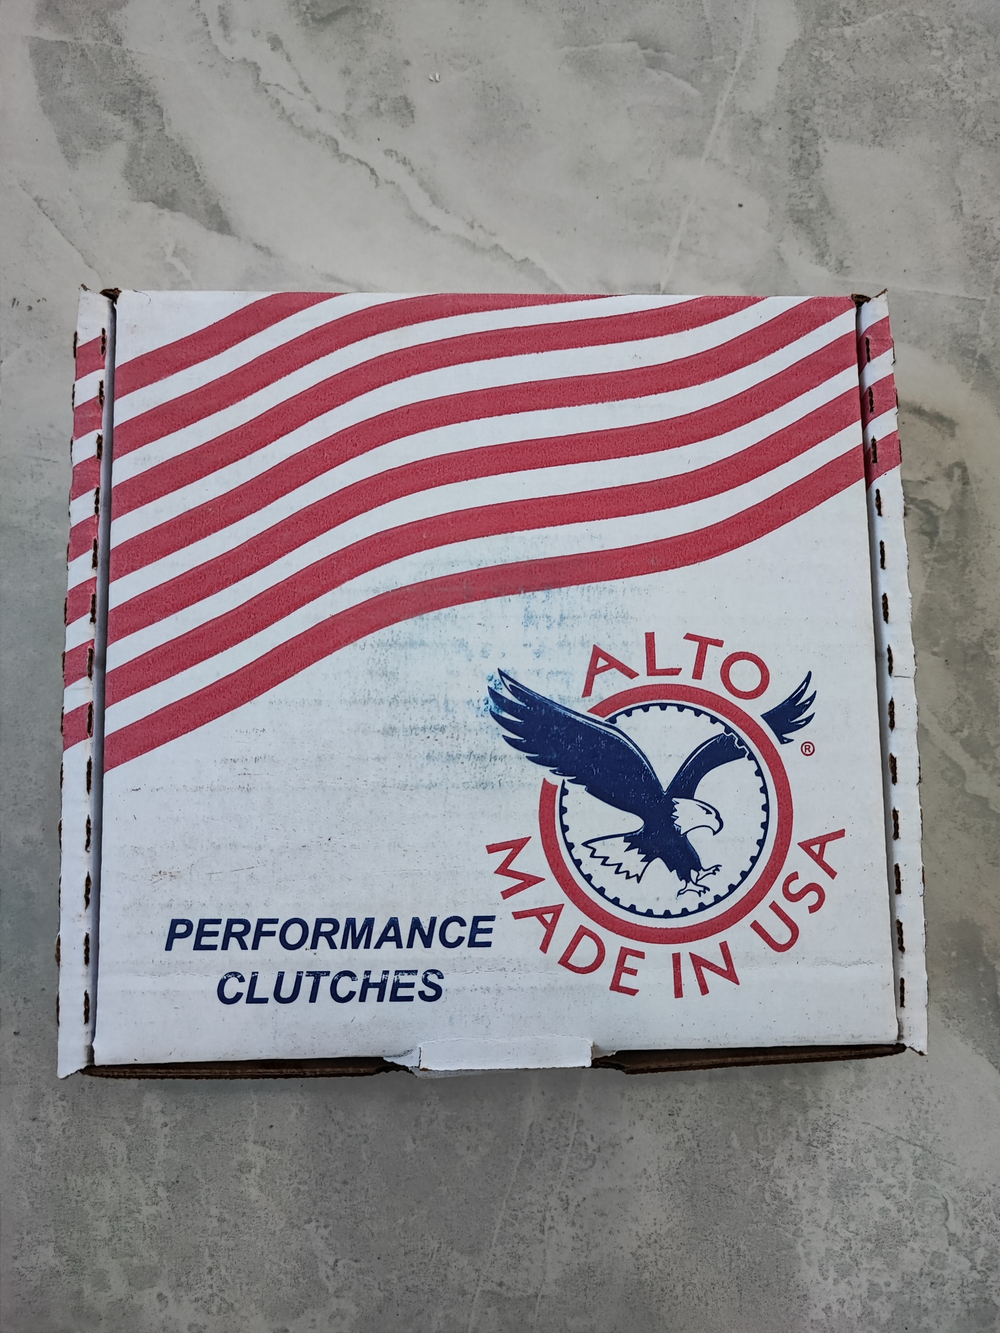 ALTO
®
MADE IN USA
PERFORMANCE
CLUTCHES